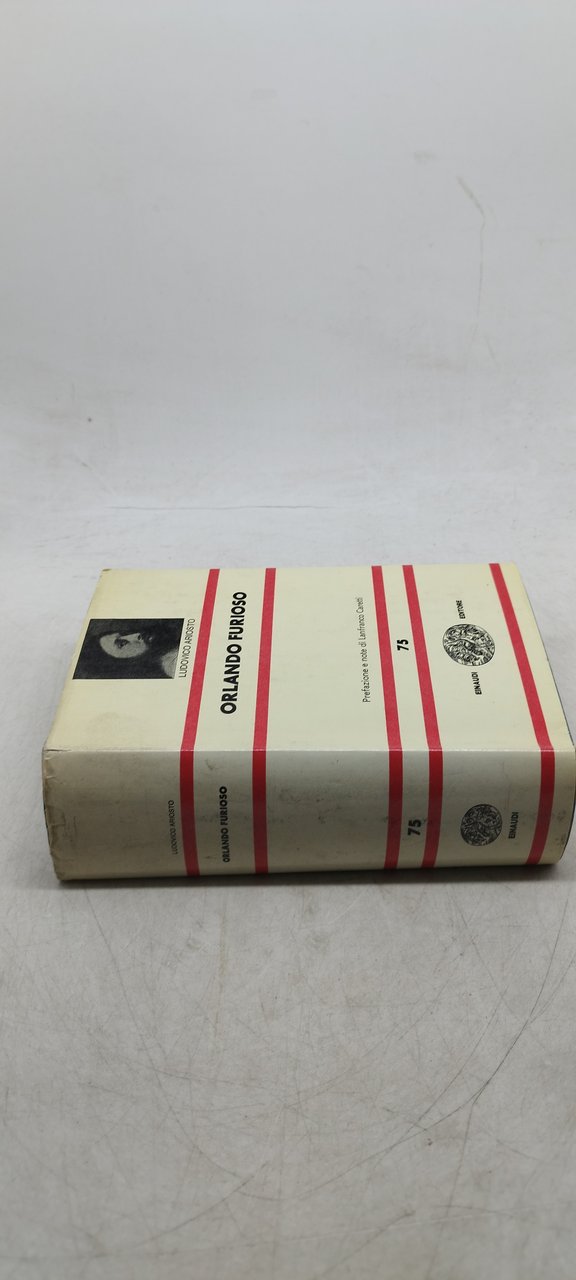 LUDOVICO ARIOSTO
ORLANDO FURIOSO
Prefazione e note di Lanfranco Caretti
75
EINAUDI
EDITORE
LUDOVICO ARIOSTO
ORLANDO FURIOSO
75
EINAUDI